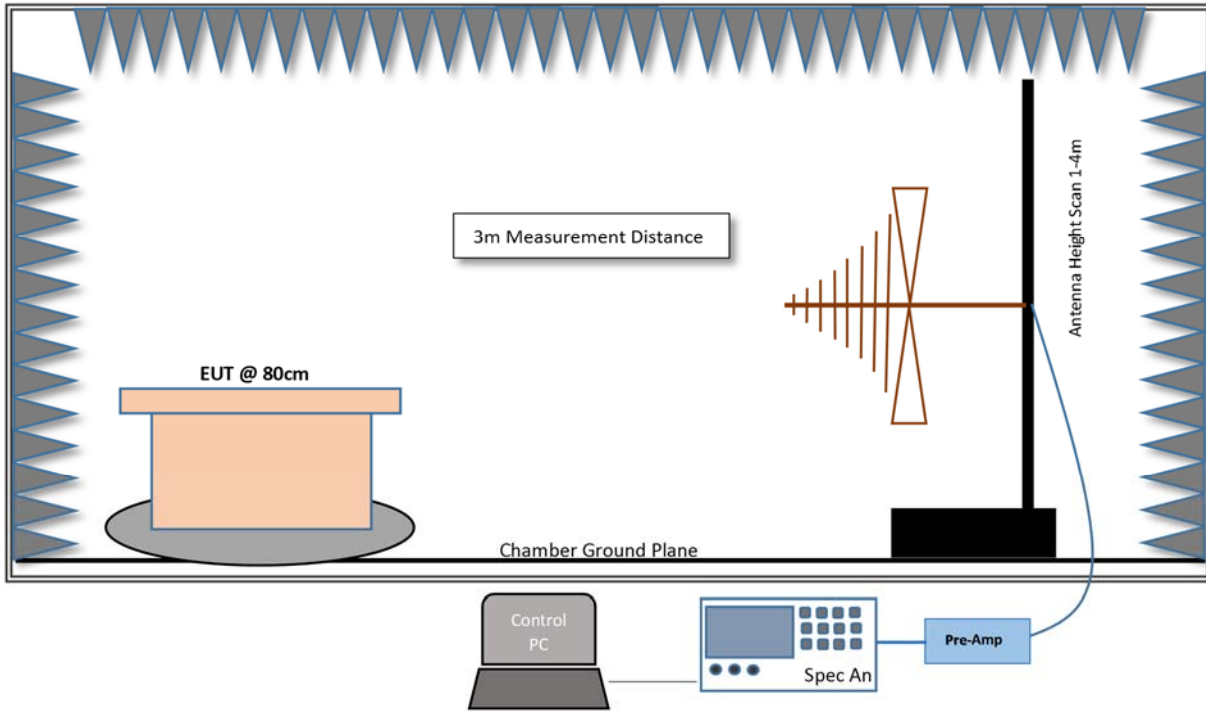 Antenna Height Scan 1-4m
3m Measurement Distance
EUT @ 80cm
Chamber Ground Plane
Control
PC
Pre-Amp
Spec An